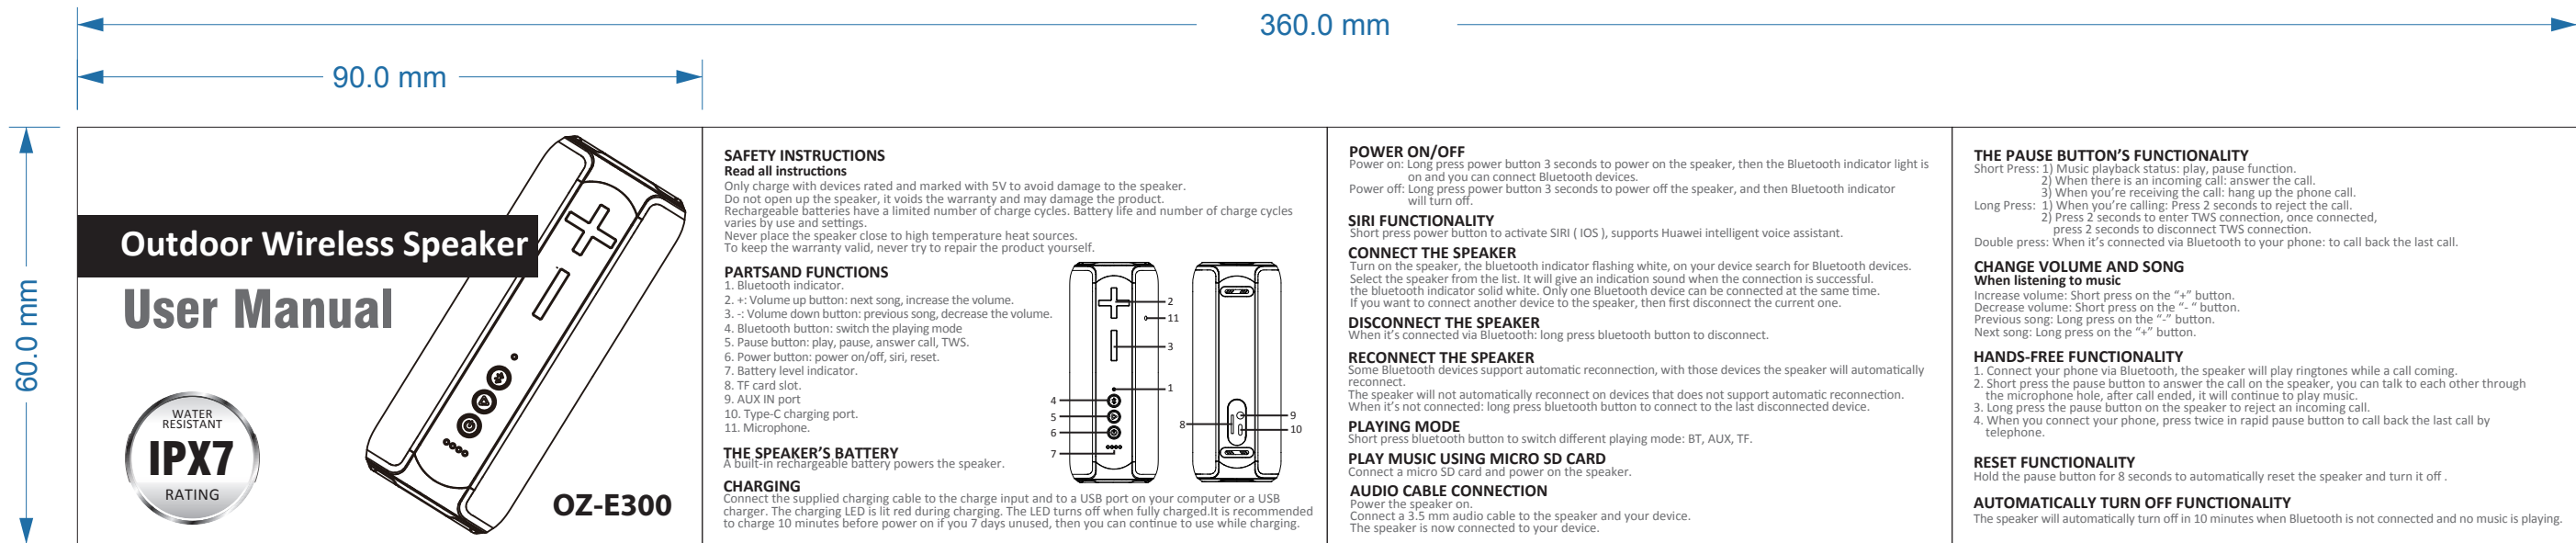 360.0 mm
90.0 mm
60.0 mm
Outdoor Wireless Speaker
User Manual
WATER
RESISTANT
IPX7
RATING
OZ-E300
SAFETY INSTRUCTIONS
Read all instructions
Only charge with devices rated and marked with 5V to avoid damage to the speaker.
Do not open up the speaker, it voids the warranty and may damage the product.
Rechargeable batteries have a limited number of charge cycles. Battery life and number of charge cycles
varies by use and settings.
Never place the speaker close to high temperature heat sources.
To keep the warranty valid, never try to repair the product yourself.
PARTSAND FUNCTIONS
1. Bluetooth indicator.
2. +: Volume up button: next song, increase the volume.
3. -: Volume down button: previous song, decrease the volume.
4. Bluetooth button: switch the playing mode
5. Pause button: play, pause, answer call, TWS.
6. Power button: power on/off, siri, reset.
7. Battery level indicator.
8. TF card slot.
9. AUX IN port
10. Type-C charging port.
11. Microphone.
2
11
3
1
4
5
6
7
8
9
10
THE SPEAKER'S BATTERY
A built-in rechargeable battery powers the speaker.
CHARGING
Connect the supplied charging cable to the charge input and to a USB port on your computer or a USB
charger. The charging LED is lit red during charging. The LED turns off when fully charged.It is recommended
to charge 10 minutes before power on if you 7 days unused, then you can continue to use while charging.
POWER ON/OFF
Power on: Long press power button 3 seconds to power on the speaker, then the Bluetooth indicator light is
on and you can connect Bluetooth devices.
Power off: Long press power button 3 seconds to power off the speaker, and then Bluetooth indicator
will turn off.
SIRI FUNCTIONALITY
Short press power button to activate SIRI ( IOS ), supports Huawei intelligent voice assistant.
CONNECT THE SPEAKER
Turn on the speaker, the bluetooth indicator flashing white, on your device search for Bluetooth devices.
Select the speaker from the list. It will give an indication sound when the connection is successful.
the bluetooth indicator solid white. Only one Bluetooth device can be connected at the same time.
If you want to connect another device to the speaker, then first disconnect the current one.
DISCONNECT THE SPEAKER
When it's connected via Bluetooth: long press bluetooth button to disconnect.
RECONNECT THE SPEAKER
Some Bluetooth devices support automatic reconnection, with those devices the speaker will automatically
reconnect.
The speaker will not automatically reconnect on devices that does not support automatic reconnection.
When it's not connected: long press bluetooth button to connect to the last disconnected device.
PLAYING MODE
Short press bluetooth button to switch different playing mode: BT, AUX, TF.
PLAY MUSIC USING MICRO SD CARD
Connect a micro SD card and power on the speaker.
AUDIO CABLE CONNECTION
Power the speaker on.
Connect a 3.5 mm audio cable to the speaker and your device.
The speaker is now connected to your device.
THE PAUSE BUTTON'S FUNCTIONALITY
Short Press: 1) Music playback status: play, pause function.
2) When there is an incoming call: answer the call.
3) When you're receiving the call: hang up the phone call.
Long Press: 1) When you're calling: Press 2 seconds to reject the call.
2) Press 2 seconds to enter TWS connection, once connected,
press 2 seconds to disconnect TWS connection.
Double press: When it's connected via Bluetooth to your phone: to call back the last call.
CHANGE VOLUME AND SONG
When listening to music
Increase volume: Short press on the "+" button.
Decrease volume: Short press on the "- " button.
Previous song: Long press on the "-" button.
Next song: Long press on the "+" button.
HANDS-FREE FUNCTIONALITY
1. Connect your phone via Bluetooth, the speaker will play ringtones while a call coming.
2. Short press the pause button to answer the call on the speaker, you can talk to each other through
the microphone hole, after call ended, it will continue to play music.
3. Long press the pause button on the speaker to reject an incoming call.
4. When you connect your phone, press twice in rapid pause button to call back the last call by
telephone.
RESET FUNCTIONALITY
Hold the pause button for 8 seconds to automatically reset the speaker and turn it off .
AUTOMATICALLY TURN OFF FUNCTIONALITY
The speaker will automatically turn off in 10 minutes when Bluetooth is not connected and no music is playing.